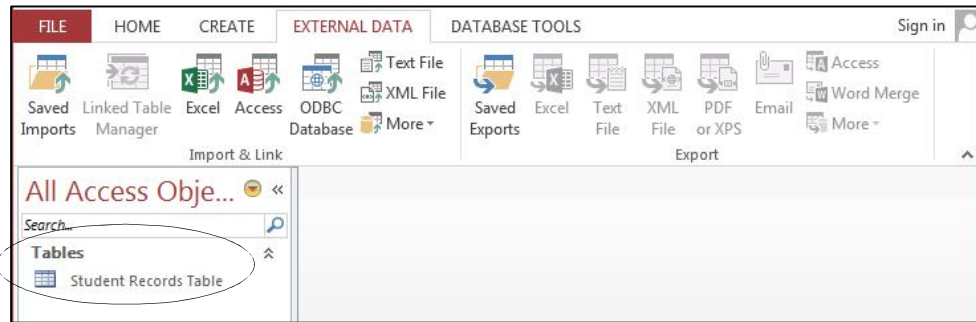 FILE HOME CREATE EXTERNAL DATA DATABASE TOOLS Sign in
Saved Imports
Linked Table Manager
Excel
Access
ODBC Database
Text File
XML File
More
Import & Link
Saved Exports
Excel
Text File
XML File
PDF or XPS
Email
Access
Word Merge
More
Export
All Access Obje...
Search...
Tables
Student Records Table